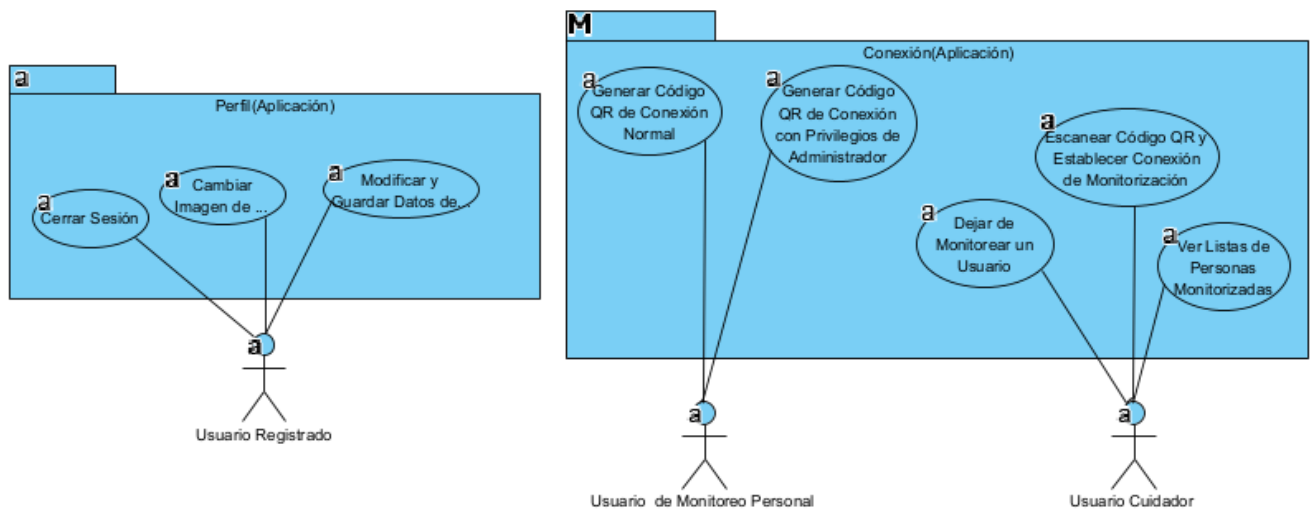 a
Perfil(Aplicación)
a
Cerrar Sesión
a
Cambiar
Imagen de ...
a
Modificar y
Guardar Datos de...
a
Usuario Registrado
M
Conexión(Aplicación)
a
Generar Código
QR de Conexión
Normal
a
Generar Código
QR de Conexión
con Privilegios de
Administrador
a
Escanear Código QR y
Establecer Conexión
de Monitorización
a
Dejar de
Monitorear un
Usuario
a
Ver Listas de
Personas
Monitorizadas
a
Usuario de Monitoreo Personal
a
Usuario Cuidador